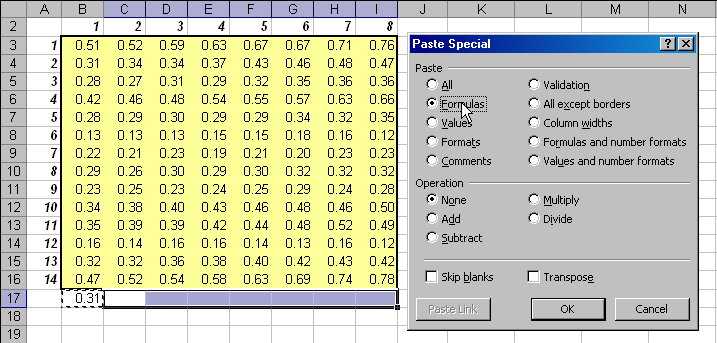 A B C D E F G H I J K L M N
2 1 2 3 4 5 6 7 8
3 1 0.51 0.52 0.59 0.63 0.67 0.67 0.71 0.76
4 2 0.31 0.34 0.34 0.37 0.43 0.46 0.48 0.47
5 3 0.28 0.27 0.31 0.29 0.32 0.35 0.36 0.36
6 4 0.42 0.46 0.48 0.54 0.55 0.57 0.63 0.66
7 5 0.28 0.29 0.30 0.29 0.29 0.34 0.32 0.35
8 6 0.13 0.13 0.13 0.15 0.15 0.18 0.16 0.12
9 7 0.22 0.21 0.23 0.19 0.21 0.20 0.23 0.23
10 8 0.29 0.26 0.30 0.29 0.30 0.32 0.32 0.32
11 9 0.23 0.25 0.23 0.24 0.25 0.29 0.24 0.28
12 10 0.34 0.38 0.40 0.43 0.46 0.48 0.46 0.50
13 11 0.35 0.39 0.39 0.42 0.44 0.48 0.52 0.49
14 12 0.16 0.14 0.16 0.16 0.14 0.13 0.16 0.12
15 13 0.32 0.32 0.36 0.38 0.40 0.42 0.43 0.42
16 14 0.47 0.52 0.54 0.58 0.63 0.69 0.74 0.78
17 0.31
18
19
Paste Special
Paste
All Validation
Formulas All except borders
Values Column widths
Formats Formulas and number formats
Comments Values and number formats
Operation
None Multiply
Add Divide
Subtract
Skip blanks Transpose
Paste Link OK Cancel